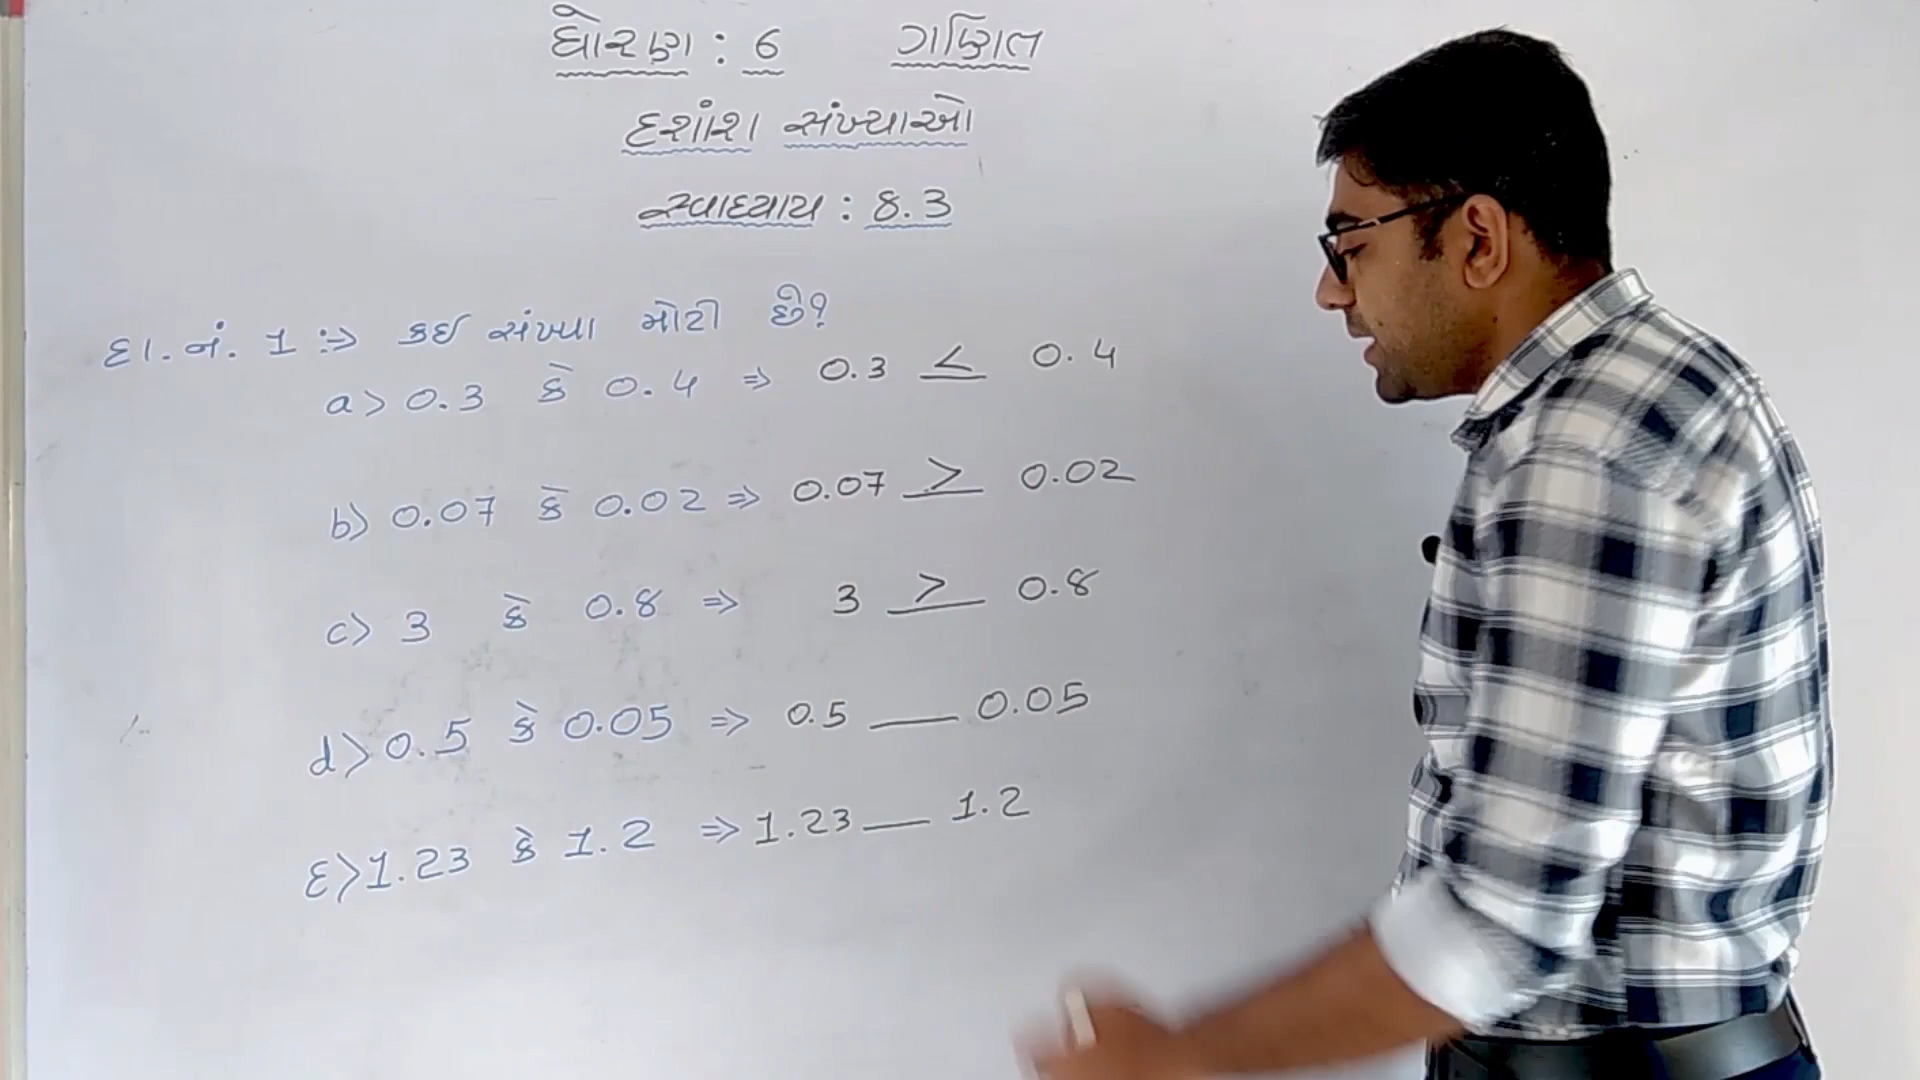 ધોરણ : 6 ગણિત
દશાંશ સંખ્યાઓ
સ્વાધ્યાય : 8.3
દા.નં. 1 :⇒ કઈ સંખ્યા મોટી છે?
a> 0.3 કે 0.4 ⇒ 0.3 < 0.4
b> 0.07 કે 0.02 ⇒ 0.07 > 0.02
c> 3 કે 0.8 ⇒ 3 > 0.8
d> 0.5 કે 0.05 ⇒ 0.5 __ 0.05
ε> 1.23 કે 1.2 ⇒ 1.23 __ 1.2